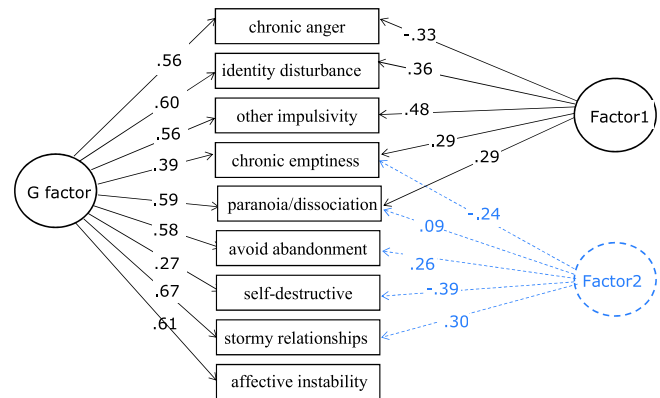 chronic anger
-.33
.56
identity disturbance
.36
.60
other impulsivity
.48
Factor1
.56
.29
.39
chronic emptiness
.29
G factor
.59
paranoia/dissociation
-.24
.09
.58
avoid abandonment
.26
.27
self-destructive
-.39
Factor2
.67
stormy relationships
.30
.61
affective instability